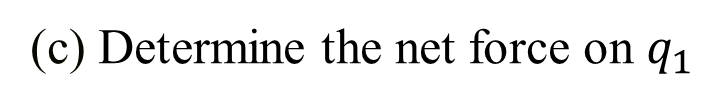 (c) Determine the net force on q₁